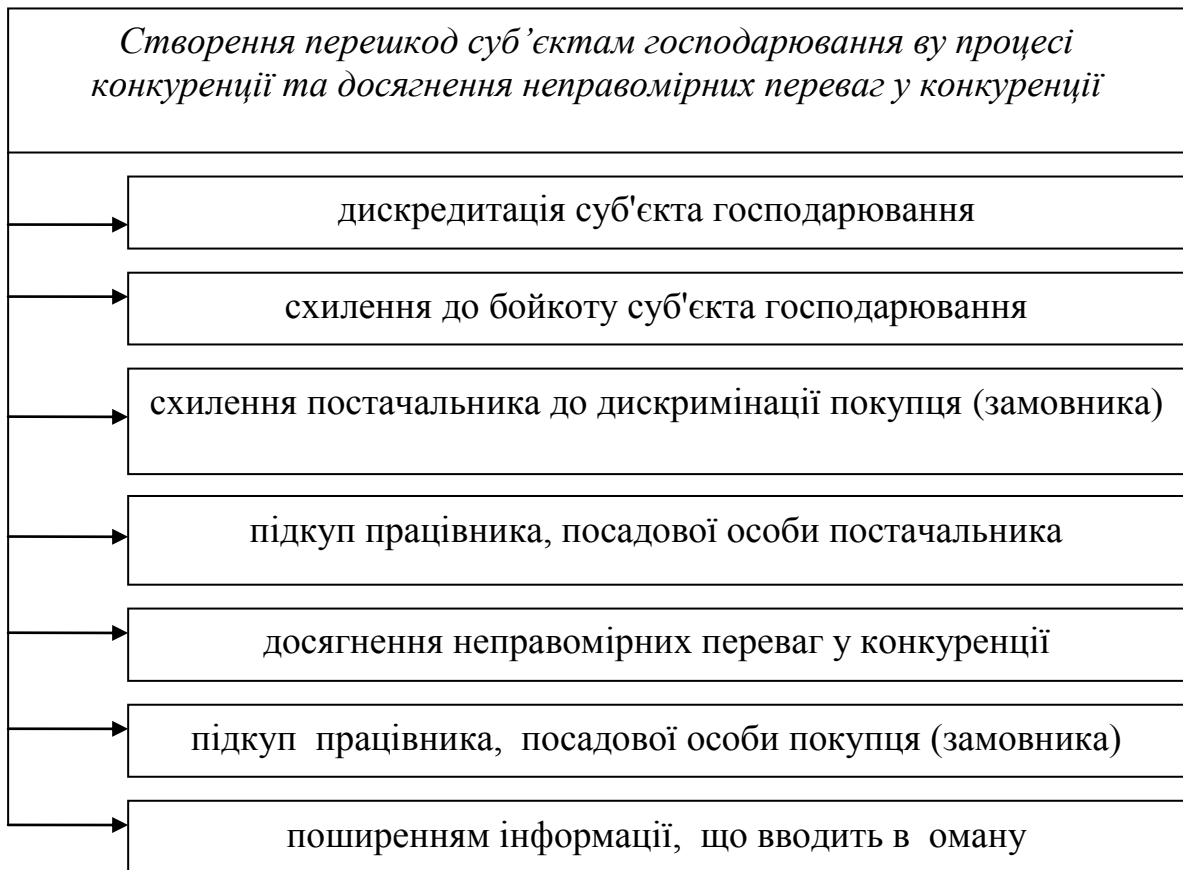 Створення перешкод суб’єктам господарювання ву процесі
конкуренції та досягнення неправомірних переваг у конкуренції
дискредитація суб'єкта господарювання
схилення до бойкоту суб'єкта господарювання
схилення постачальника до дискримінації покупця (замовника)
підкуп працівника, посадової особи постачальника
досягнення неправомірних переваг у конкуренції
підкуп працівника, посадової особи покупця (замовника)
поширенням інформації, що вводить в оману